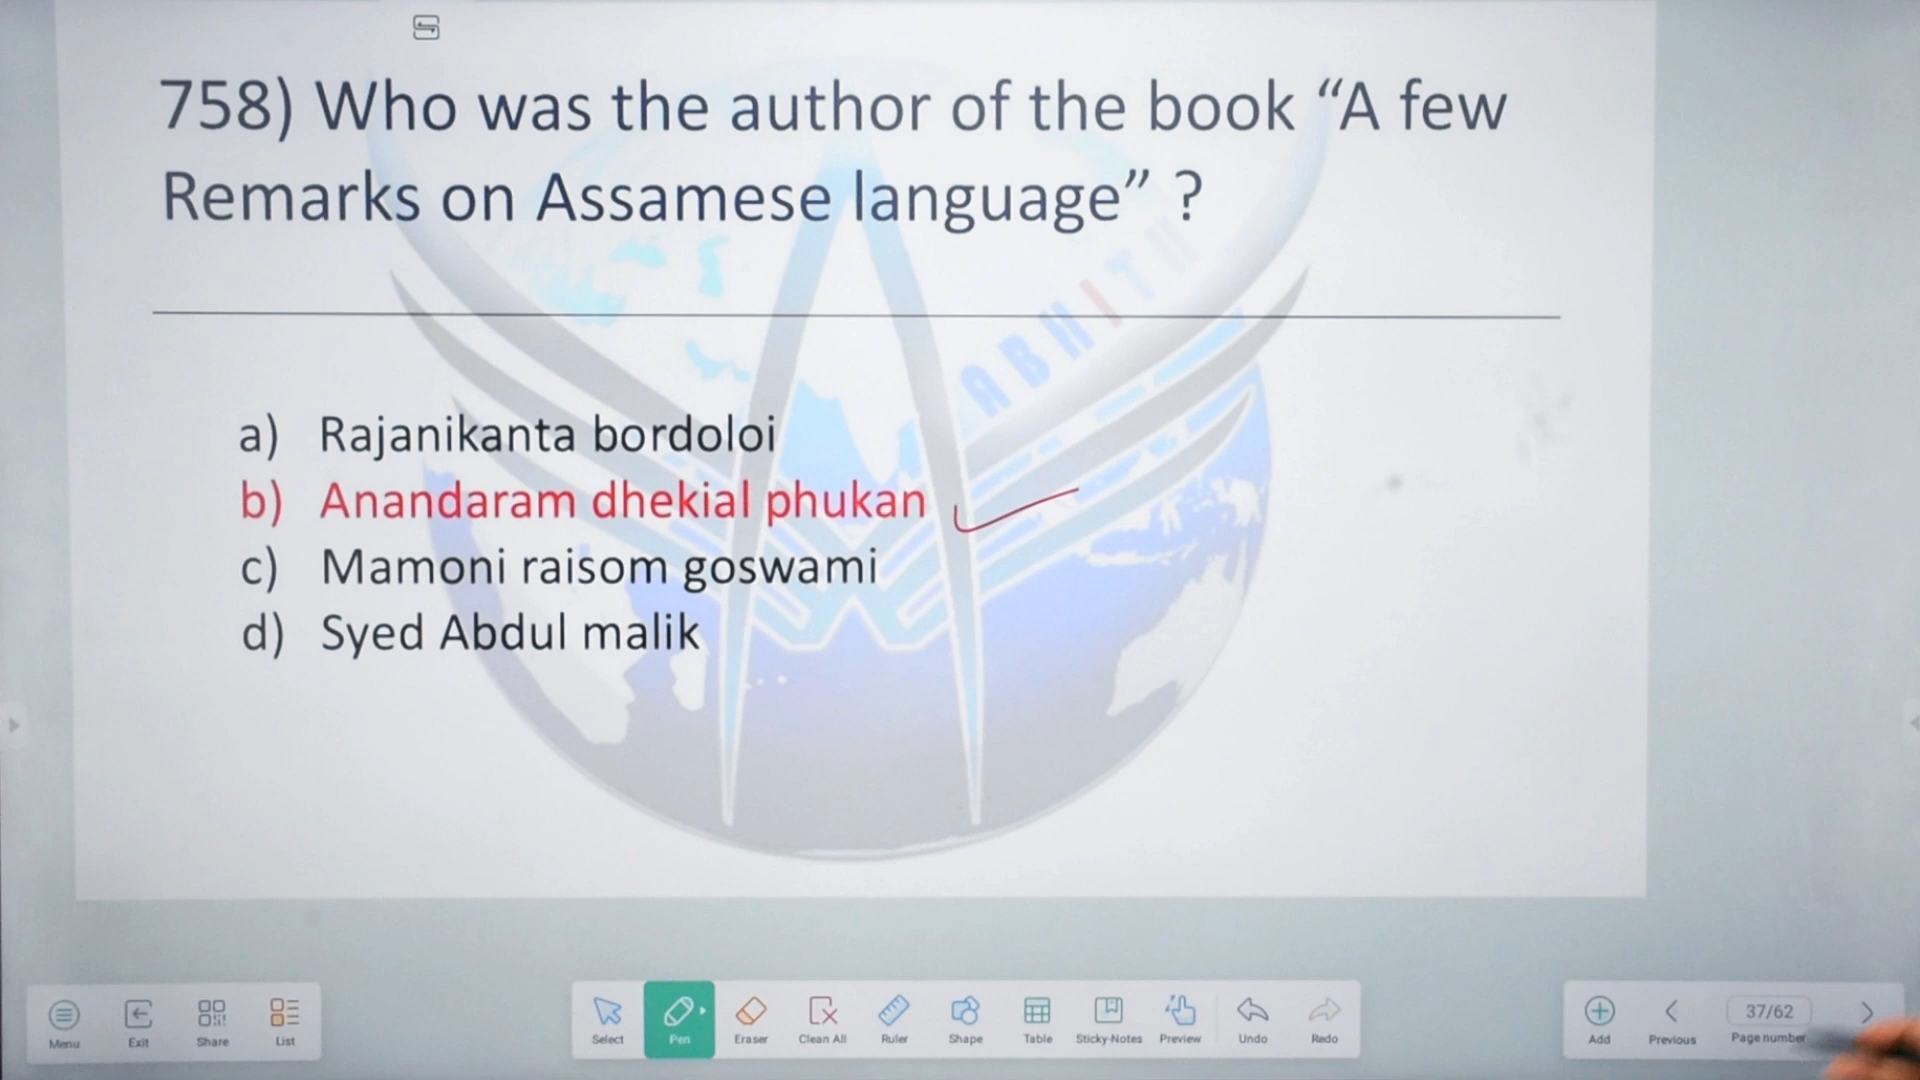 758) Who was the author of the book “A few
Remarks on Assamese language” ?
ABHITH
a) Rajanikanta bordoloi
b) Anandaram dhekial phukan
c) Mamoni raisom goswami
d) Syed Abdul malik
Menu Exit Share List Select Pen Eraser Clean All Ruler Shape Table Sticky-Notes Preview Undo Redo Add Previous 37/62 Page number